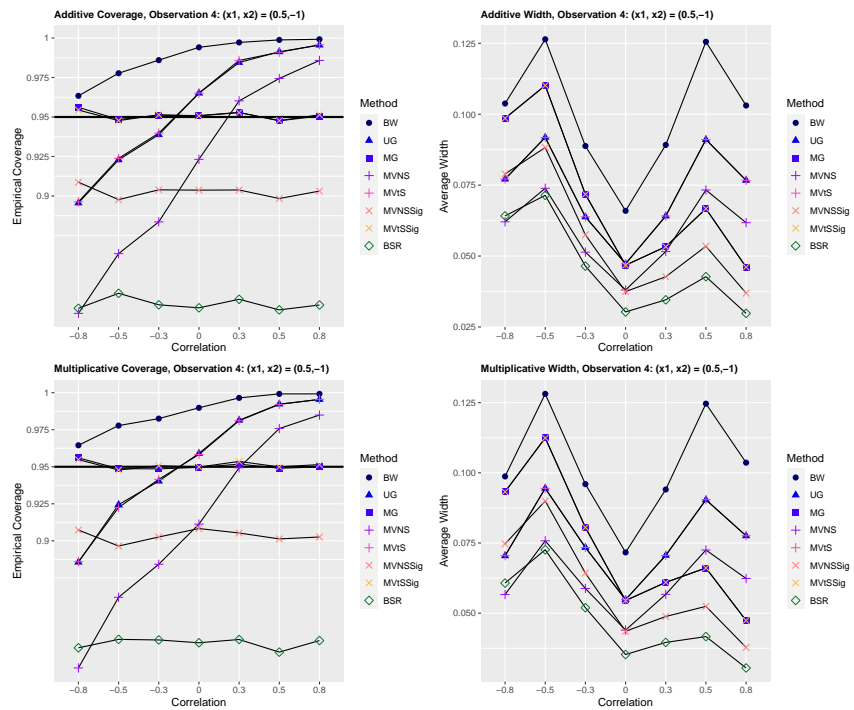 Additive Coverage, Observation 4: (x1, x2) = (0.5,−1)
Empirical Coverage
1
0.975
0.95
0.925
0.9
−0.8 −0.5 −0.3 0 0.3 0.5 0.8
Correlation
Method
BW
UG
MG
MVNS
MVtS
MVNSSig
MVtSSig
BSR
Additive Width, Observation 4: (x1, x2) = (0.5,−1)
Average Width
0.125
0.100
0.075
0.050
0.025
−0.8 −0.5 −0.3 0 0.3 0.5 0.8
Correlation
Method
BW
UG
MG
MVNS
MVtS
MVNSSig
MVtSSig
BSR
Multiplicative Coverage, Observation 4: (x1, x2) = (0.5,−1)
Empirical Coverage
1
0.975
0.95
0.925
0.9
−0.8 −0.5 −0.3 0 0.3 0.5 0.8
Correlation
Method
BW
UG
MG
MVNS
MVtS
MVNSSig
MVtSSig
BSR
Multiplicative Width, Observation 4: (x1, x2) = (0.5,−1)
Average Width
0.125
0.100
0.075
0.050
−0.8 −0.5 −0.3 0 0.3 0.5 0.8
Correlation
Method
BW
UG
MG
MVNS
MVtS
MVNSSig
MVtSSig
BSR